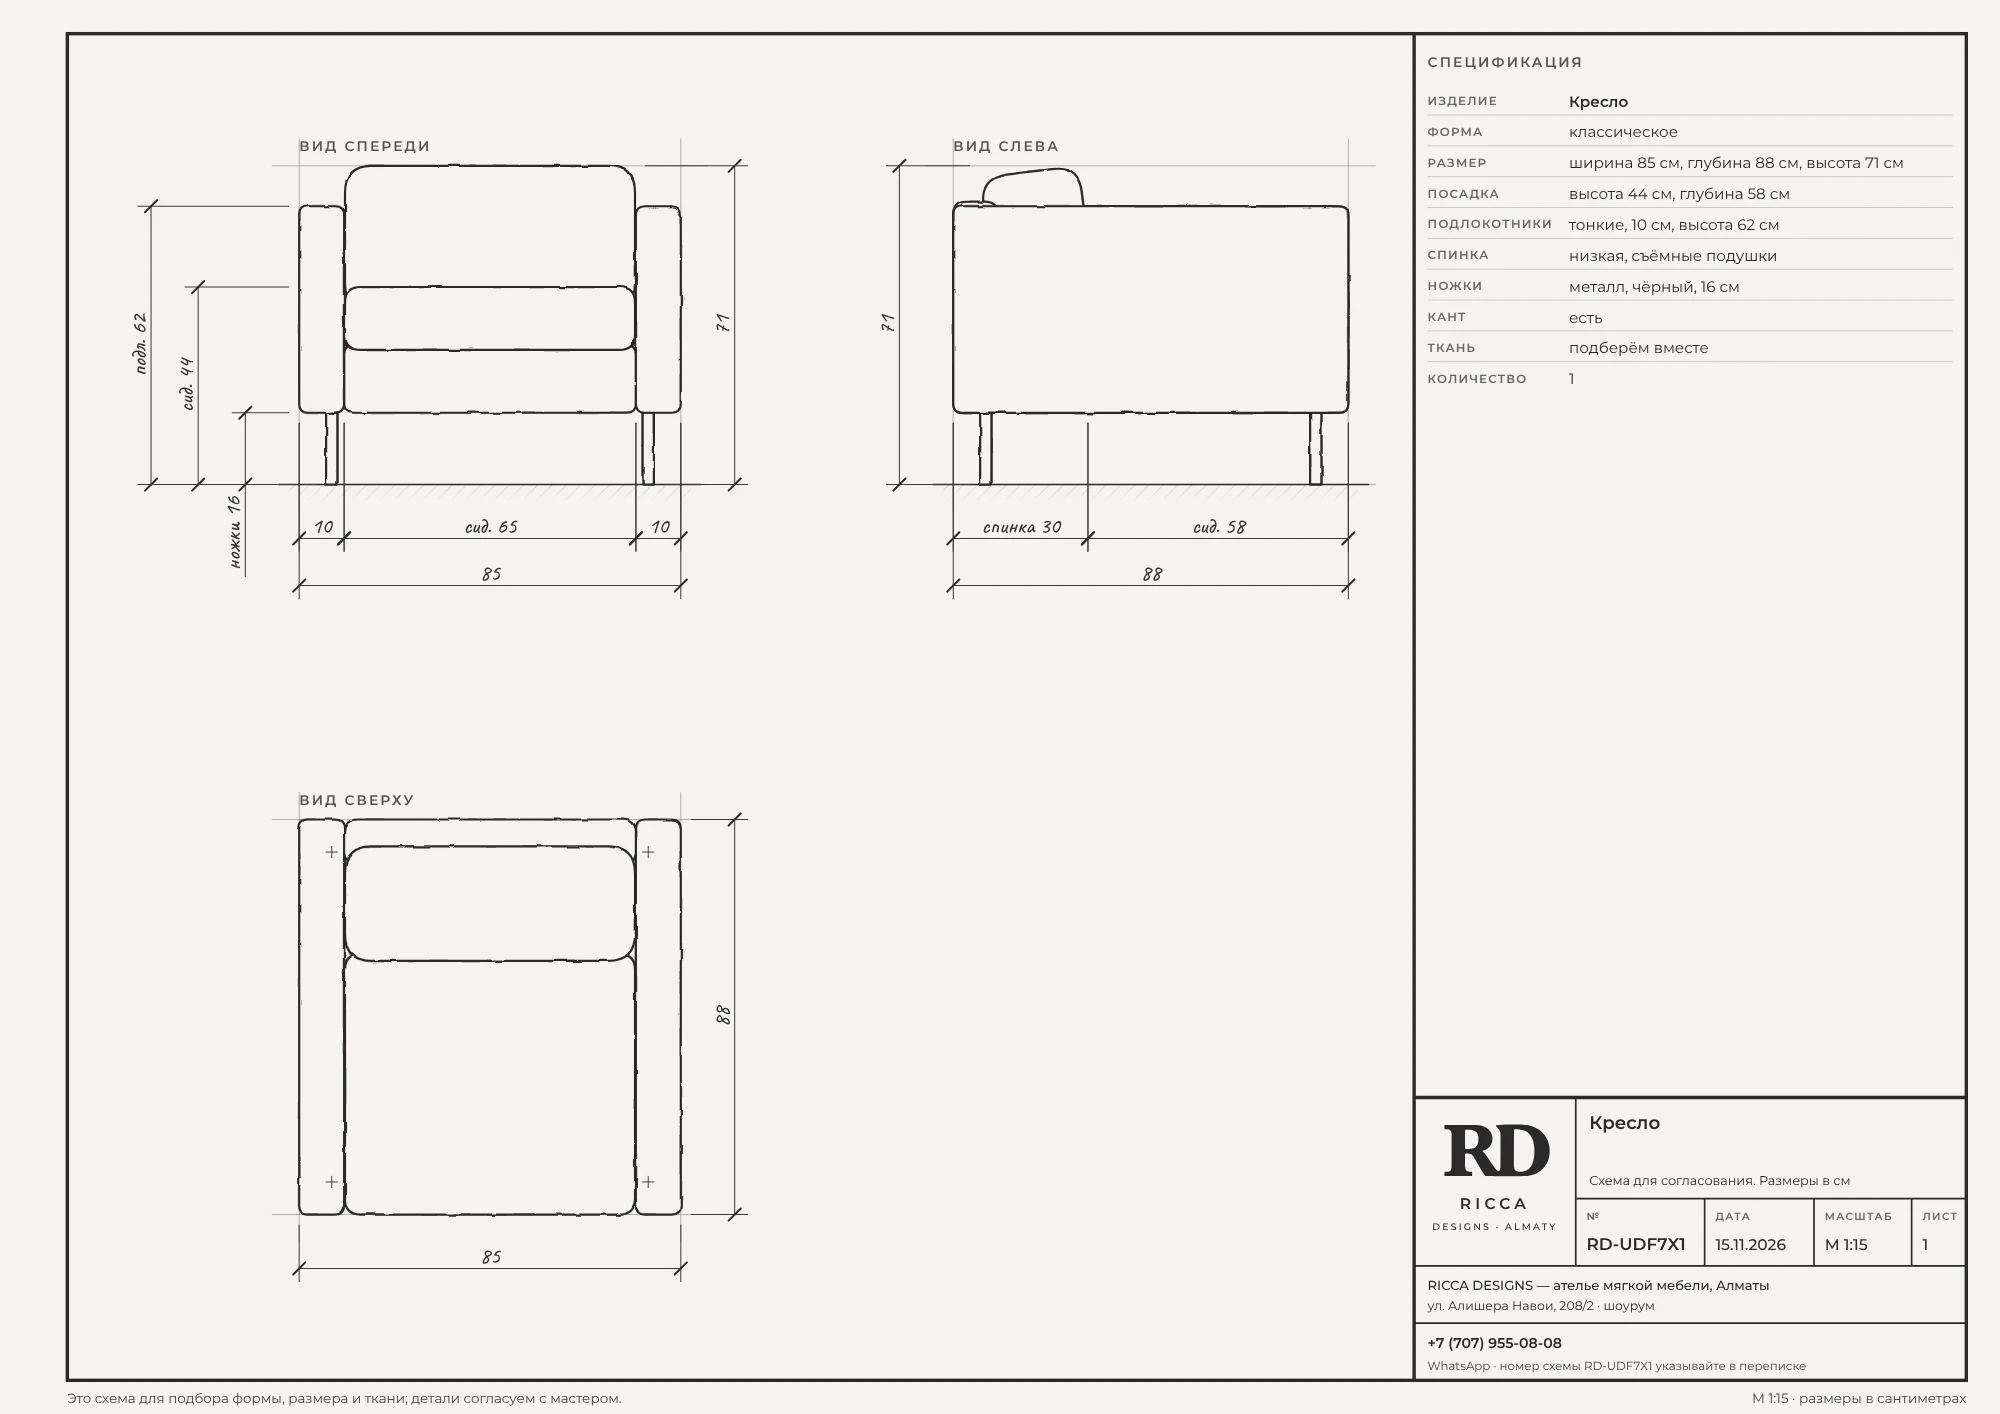 ВИД СПЕРЕДИ
подл. 62
сид. 44
ножки 16
71
10
сид. 65
10
85
ВИД СЛЕВА
71
спинка 30
сид. 58
88
ВИД СВЕРХУ
88
85
СПЕЦИФИКАЦИЯ
ИЗДЕЛИЕ Кресло
ФОРМА классическое
РАЗМЕР ширина 85 см, глубина 88 см, высота 71 см
ПОСАДКА высота 44 см, глубина 58 см
ПОДЛОКОТНИКИ тонкие, 10 см, высота 62 см
СПИНКА низкая, съёмные подушки
НОЖКИ металл, чёрный, 16 см
КАНТ есть
ТКАНЬ подберём вместе
КОЛИЧЕСТВО 1
RD
RICCA
DESIGNS · ALMATY
Кресло
Схема для согласования. Размеры в см
№ ДАТА МАСШТАБ ЛИСТ
RD-UDF7X1 15.11.2026 М 1:15 1
RICCA DESIGNS — ателье мягкой мебели, Алматы
ул. Алишера Навои, 208/2 · шоурум
+7 (707) 955-08-08
WhatsApp · номер схемы RD-UDF7X1 указывайте в переписке
Это схема для подбора формы, размера и ткани; детали согласуем с мастером.
М 1:15 · размеры в сантиметрах